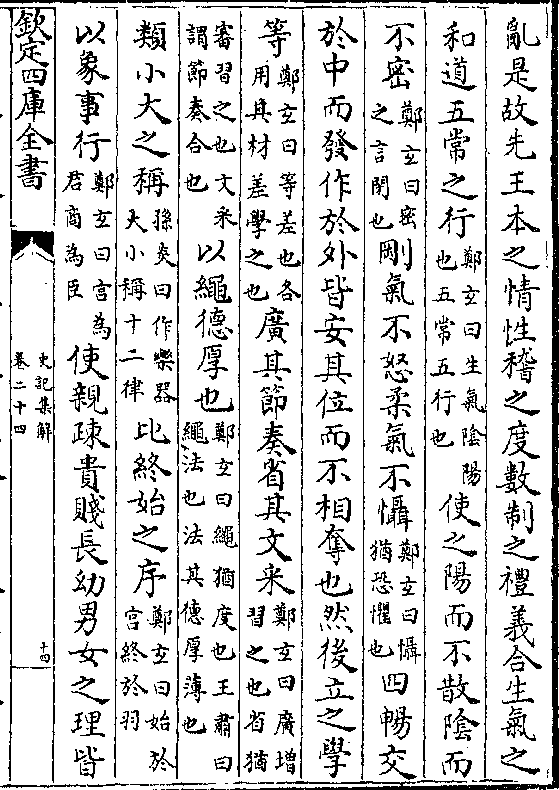 亂是故先王本之情性稽之度數制之禮義合生氣之
和道五常之行鄭𤣥曰生氣陰陽也五常五行也使之陽而不散陰而
不密鄭𤣥曰密之言閉也剛氣不怒柔氣不懾鄭𤣥曰懾猶恐懼也四暢交
於中而發作於外皆安其位而不相奪也然後立之學
等鄭𤣥曰等差也各用其材差學之也廣其節奏省其文采鄭𤣥曰廣增習之也省猶
審習之也文采謂節奏合也以繩德厚也鄭𤣥曰繩猶度也王肅曰繩法也法其德厚薄也
類小大之稱孫炎曰作樂器大小稱十二律比終始之序鄭𤣥曰始於宮終於羽
以象事行鄭𤣥曰宮為君商為臣使親疎貴賤長幼男女之理皆
欽定四庫全書
史記集解
卷二十四
十四